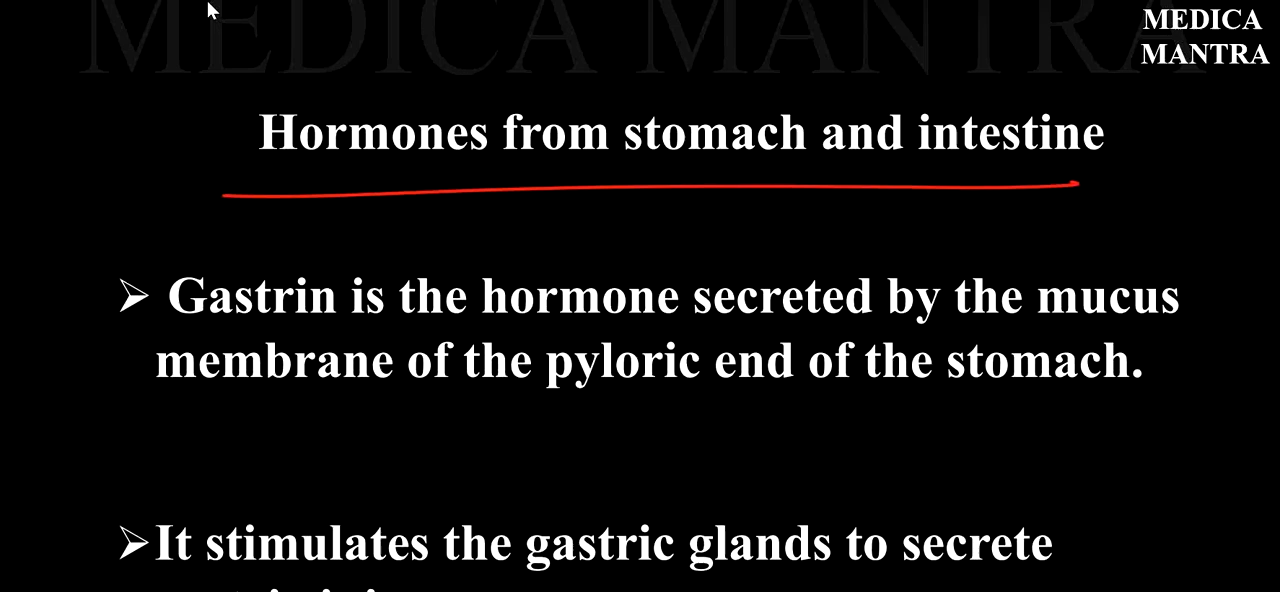 MEDICA MANTRA
MEDICA
MANTRA
Hormones from stomach and intestine
➢ Gastrin is the hormone secreted by the mucus
membrane of the pyloric end of the stomach.
➢It stimulates the gastric glands to secrete